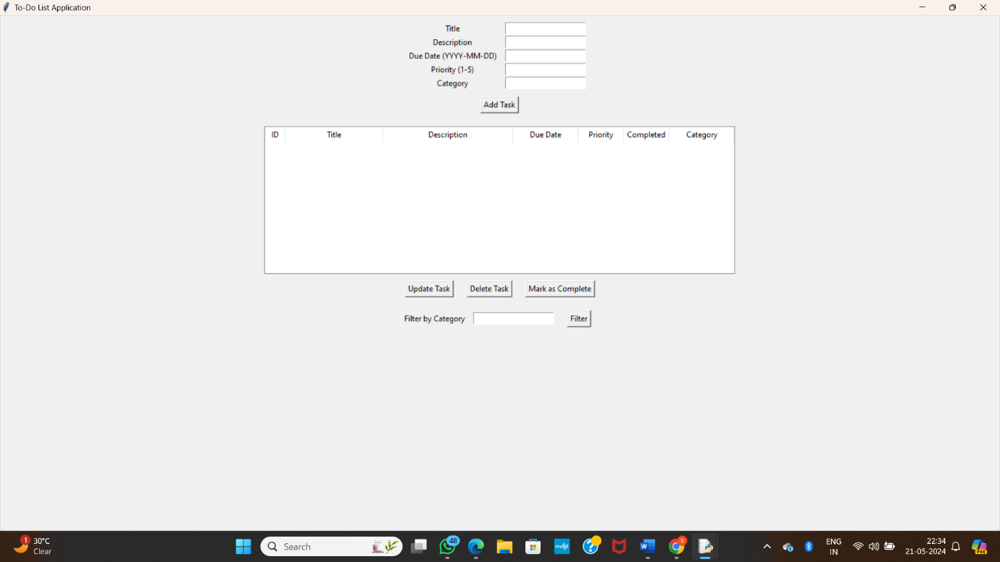 To-Do List Application
Title
Description
Due Date (YYYY-MM-DD)
Priority (1-5)
Category
Add Task
ID Title Description Due Date Priority Completed Category
Update Task Delete Task Mark as Complete
Filter by Category Filter
1
30°C
Clear
Search
48
myhp
?
W
S
ENG
IN
22:34
21-05-2024
PRE